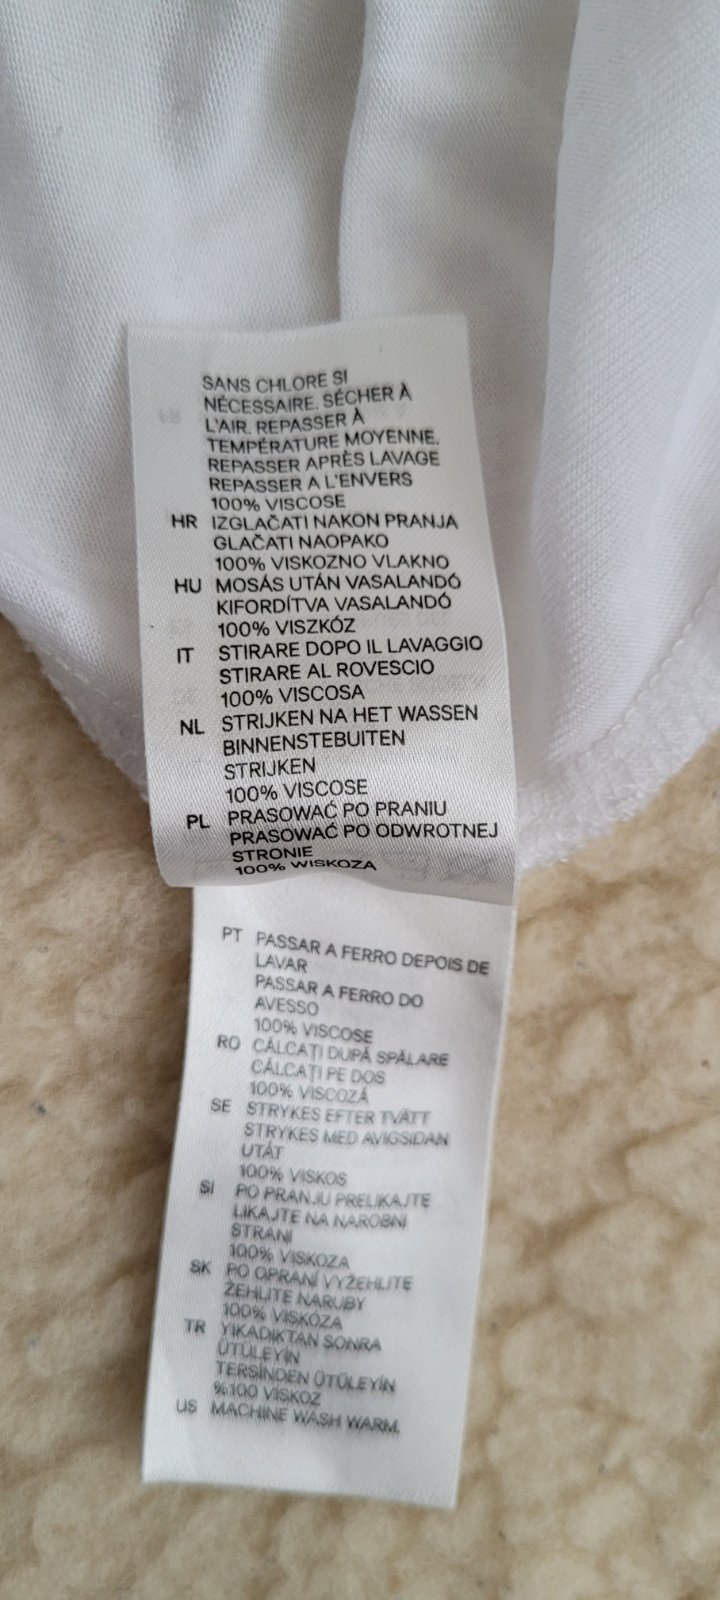 SANS CHLORE SI
NÉCESSAIRE. SÉCHER À
L'AIR. REPASSER À
TEMPÉRATURE MOYENNE.
REPASSER APRÈS LAVAGE
REPASSER A L'ENVERS
100% VISCOSE
HR IZGLAČATI NAKON PRANJA
GLAČATI NAOPAKO
100% VISKOZNO VLAKNO
HU MOSÁS UTÁN VASALANDÓ
KIFORDÍTVA VASALANDÓ
100% VISZKÓZ
IT STIRARE DOPO IL LAVAGGIO
STIRARE AL ROVESCIO
100% VISCOSA
NL STRIJKEN NA HET WASSEN
BINNENSTEBUITEN
STRIJKEN
100% VISCOSE
PL PRASOWAĆ PO PRANIU
PRASOWAĆ PO ODWROTNEJ
STRONIE
100% WISKOZA
PT PASSAR A FERRO DEPOIS DE
LAVAR
PASSAR A FERRO DO
AVESSO
100% VISCOSE
RO CĂLCAŢI DUPĂ SPĂLARE
CĂLCAŢI PE DOS
100% VISCOZĂ
SE STRYKES EFTER TVÄTT
STRYKES MED AVIGSIDAN
UTÅT
100% VISKOS
SI PO PRANJU PRELIKAJTE
LIKAJTE NA NAROBNI
STRANI
100% VISKOZA
SK PO OPRANÍ VYŽEHLITE
ŽEHLITE NARUBY
100% VISKÓZA
TR YIKADIKTAN SONRA
ÜTÜLEYİN
TERSİNDEN ÜTÜLEYİN
%100 VİSKOZ
US MACHINE WASH WARM.